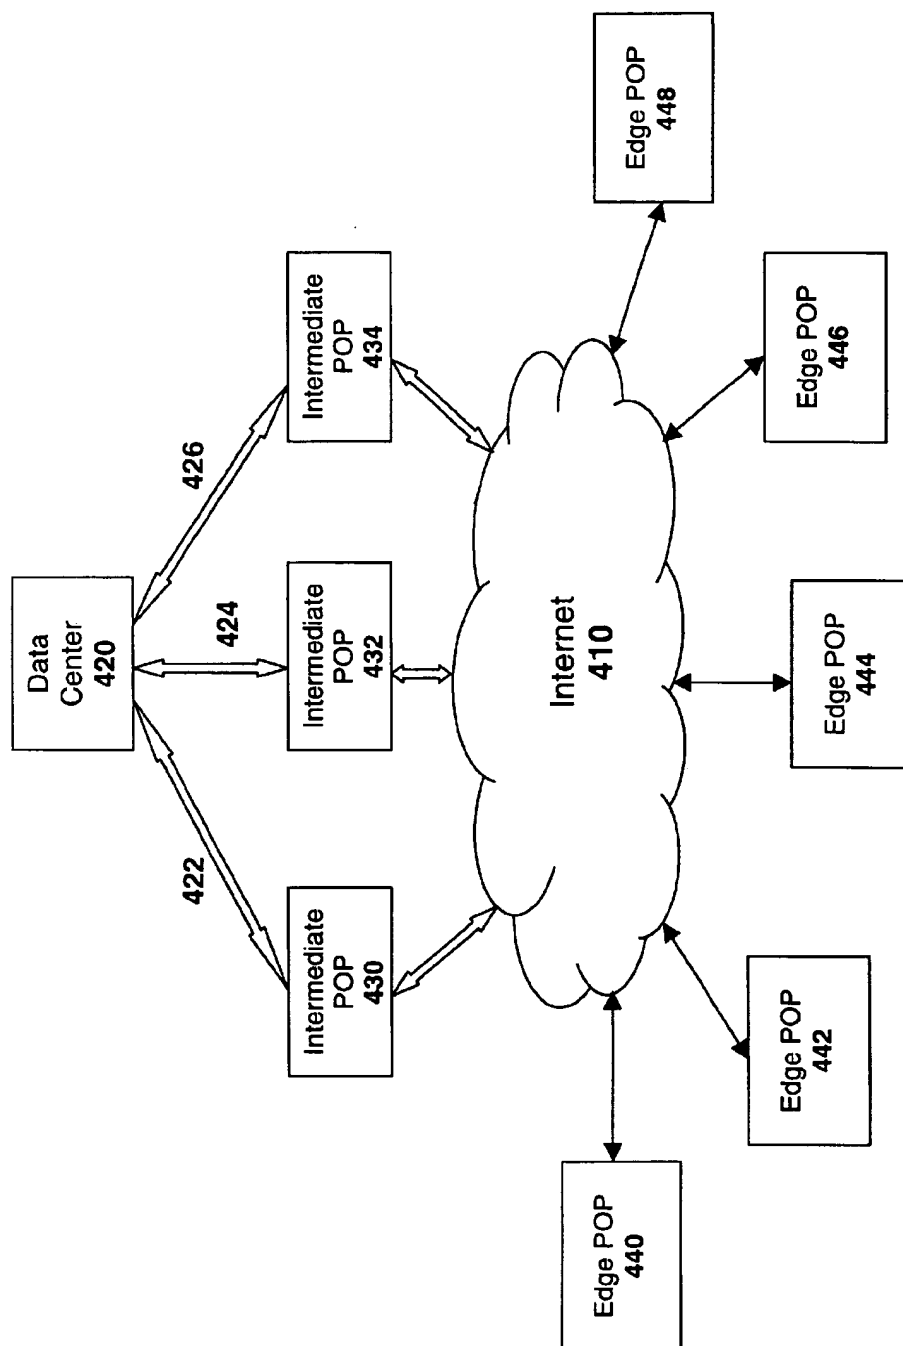 Data
Center
420
422
424
426
Intermediate
POP
430
Intermediate
POP
432
Intermediate
POP
434
Internet
410
Edge POP
440
Edge POP
442
Edge POP
444
Edge POP
446
Edge POP
448